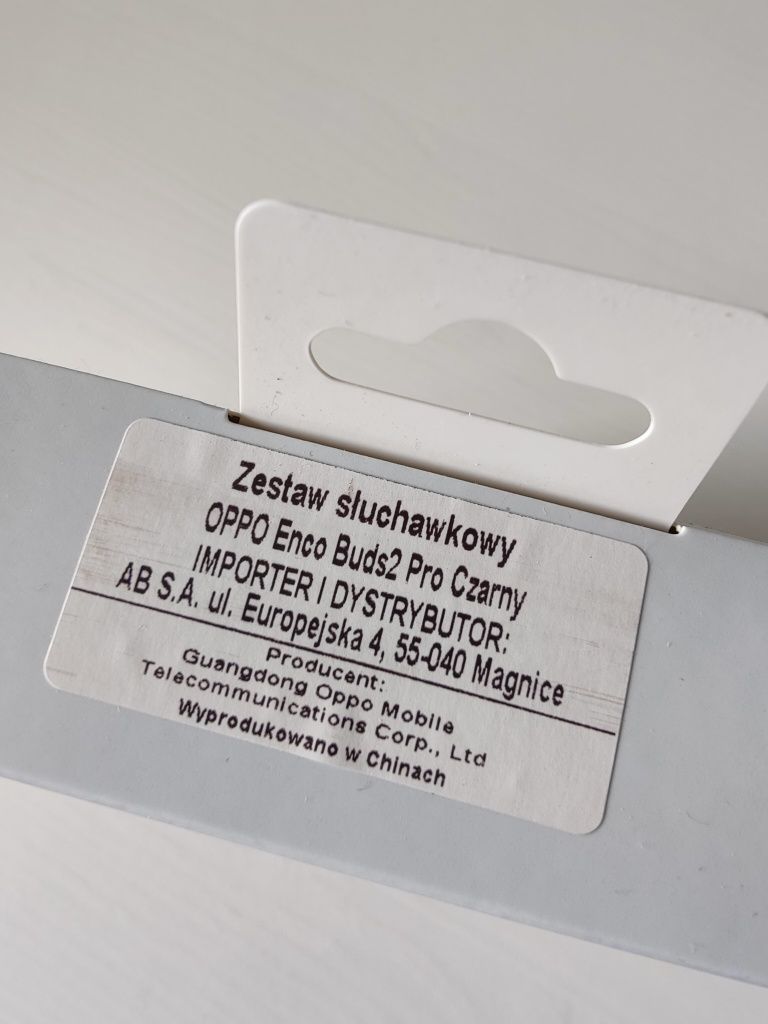 Zestaw słuchawkowy
OPPO Enco Buds2 Pro Czarny
IMPORTER I DYSTRYBUTOR:
AB S.A. ul. Europejska 4, 55-040 Magnice
Producent:
Guangdong Oppo Mobile
Telecommunications Corp., Ltd
Wyprodukowano w Chinach